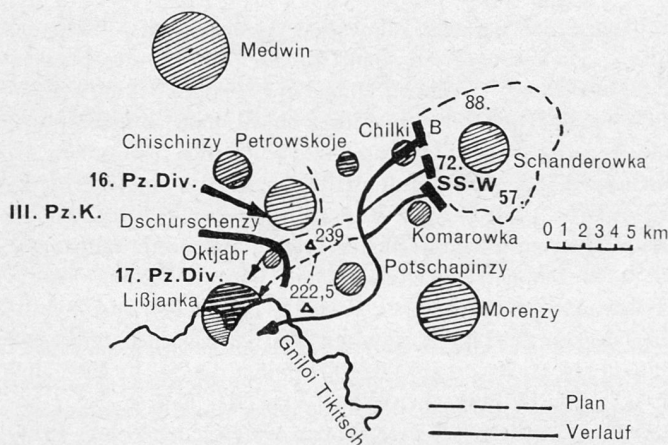 Medwin
88.
Chischinzy
Petrowskoje
Chilki
B
72.
Schanderowka
16. Pz.Div.
SS-W
57.
III. Pz.K.
Dschurschenzy
239
Komarowka
0 1 2 3 4 5 km
Oktjabr
17. Pz.Div.
Potschapinzy
Lißjanka
222,5
Morenzy
Gniloi Tikitsch
Plan
Verlauf